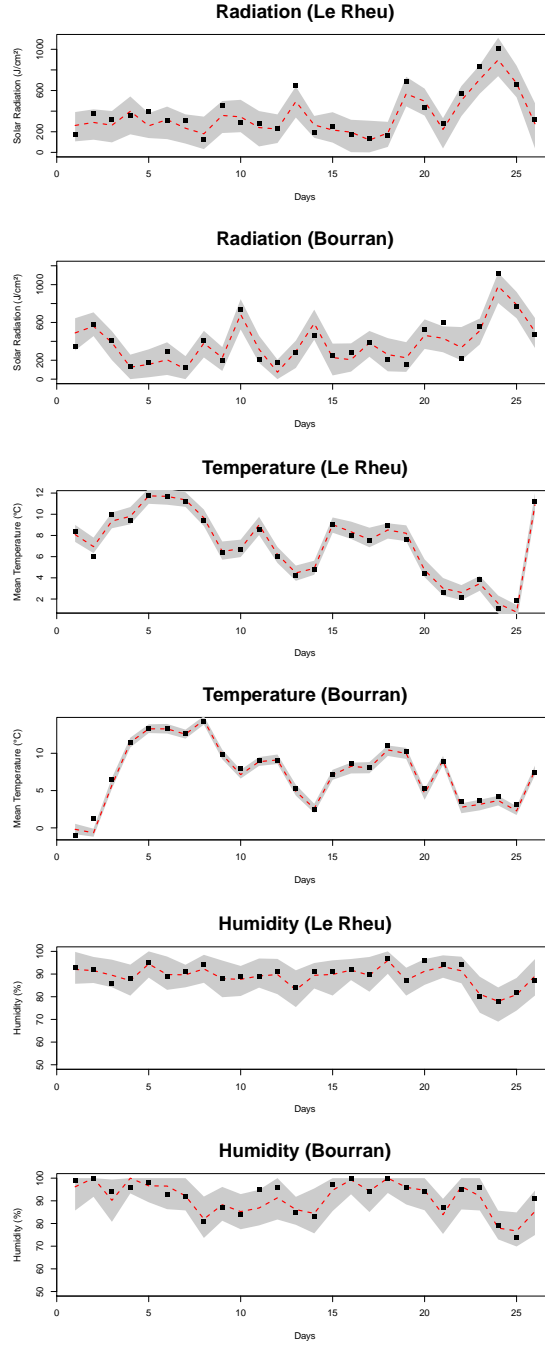 Radiation (Le Rheu)
Solar Radiation (J/cm²)
0 200 600 1000
0 5 10 15 20 25
Days
Radiation (Bourran)
Solar Radiation (J/cm²)
0 200 600 1000
0 5 10 15 20 25
Days
Temperature (Le Rheu)
Mean Temperature (ºC)
2 4 6 8 10 12
0 5 10 15 20 25
Days
Temperature (Bourran)
Mean Temperature (°C)
0 5 10
0 5 10 15 20 25
Days
Humidity (Le Rheu)
Humidity (%)
50 60 70 80 90 100
0 5 10 15 20 25
Days
Humidity (Bourran)
Humidity (%)
50 60 70 80 90 100
0 5 10 15 20 25
Days